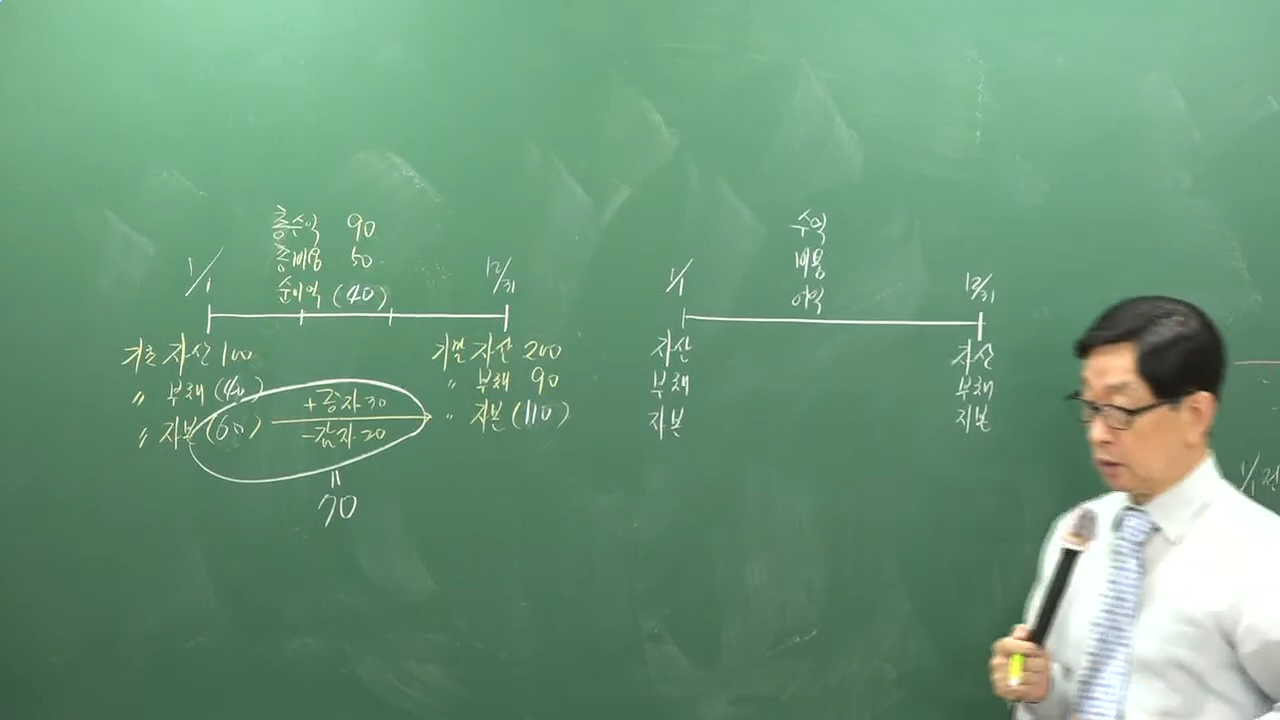 총수익 90
총비용 50
순이익 (40)
1/1
12/31
기초 자산 100
〃 부채 (40)
〃 자본 (60)
+증자 30
-감자 20
=
70
기말 자산 200
〃 부채 90
〃 자본 (110)
수익
비용
이익
1/1
12/31
자산
부채
자본
자산
부채
자본
1/1